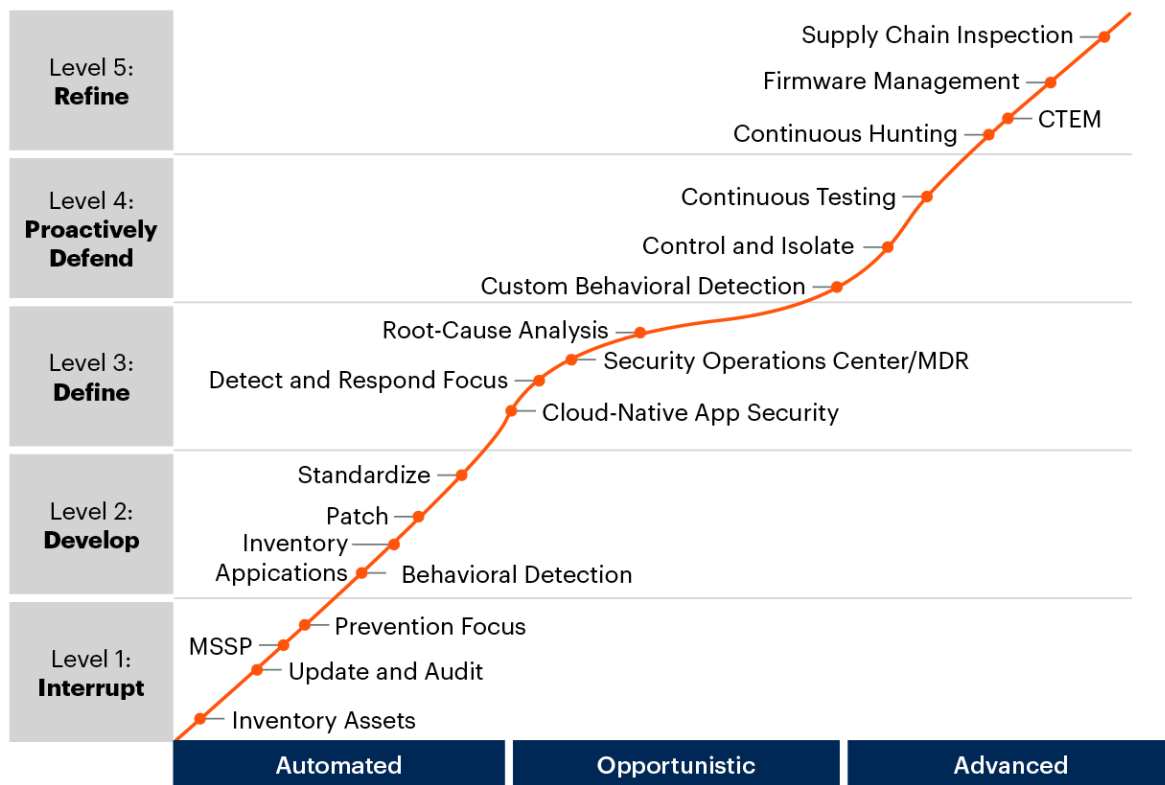 Level 5:
Refine
Supply Chain Inspection
Firmware Management
CTEM
Continuous Hunting
Level 4:
Proactively
Defend
Continuous Testing
Control and Isolate
Custom Behavioral Detection
Level 3:
Define
Root-Cause Analysis
Security Operations Center/MDR
Detect and Respond Focus
Cloud-Native App Security
Level 2:
Develop
Standardize
Patch
Inventory
Appications
Behavioral Detection
Level 1:
Interrupt
Prevention Focus
MSSP
Update and Audit
Inventory Assets
Automated
Opportunistic
Advanced